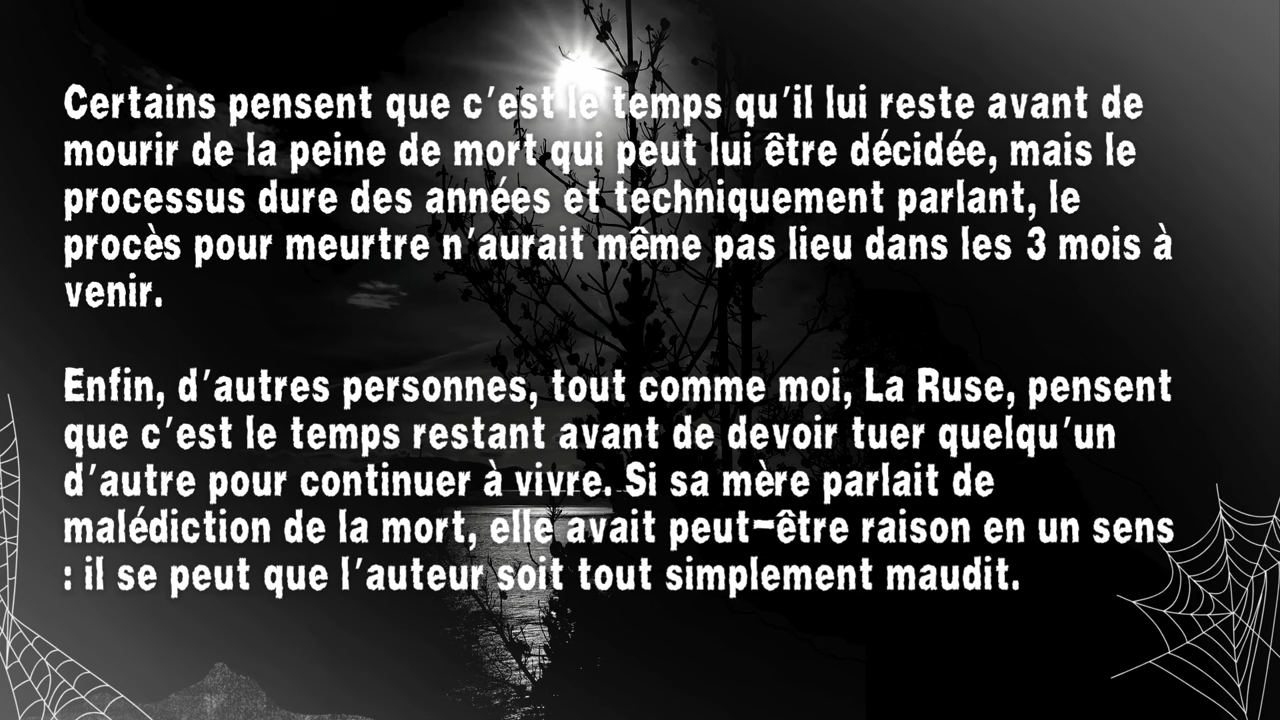 Certains pensent que c'est le temps qu'il lui reste avant de
mourir de la peine de mort qui peut lui être décidée, mais le
processus dure des années et techniquement parlant, le
procès pour meurtre n'aurait même pas lieu dans les 3 mois à
venir.
Enfin, d'autres personnes, tout comme moi, La Ruse, pensent
que c'est le temps restant avant de devoir tuer quelqu'un
d'autre pour continuer à vivre. Si sa mère parlait de
malédiction de la mort, elle avait peut-être raison en un sens
: il se peut que l'auteur soit tout simplement maudit.